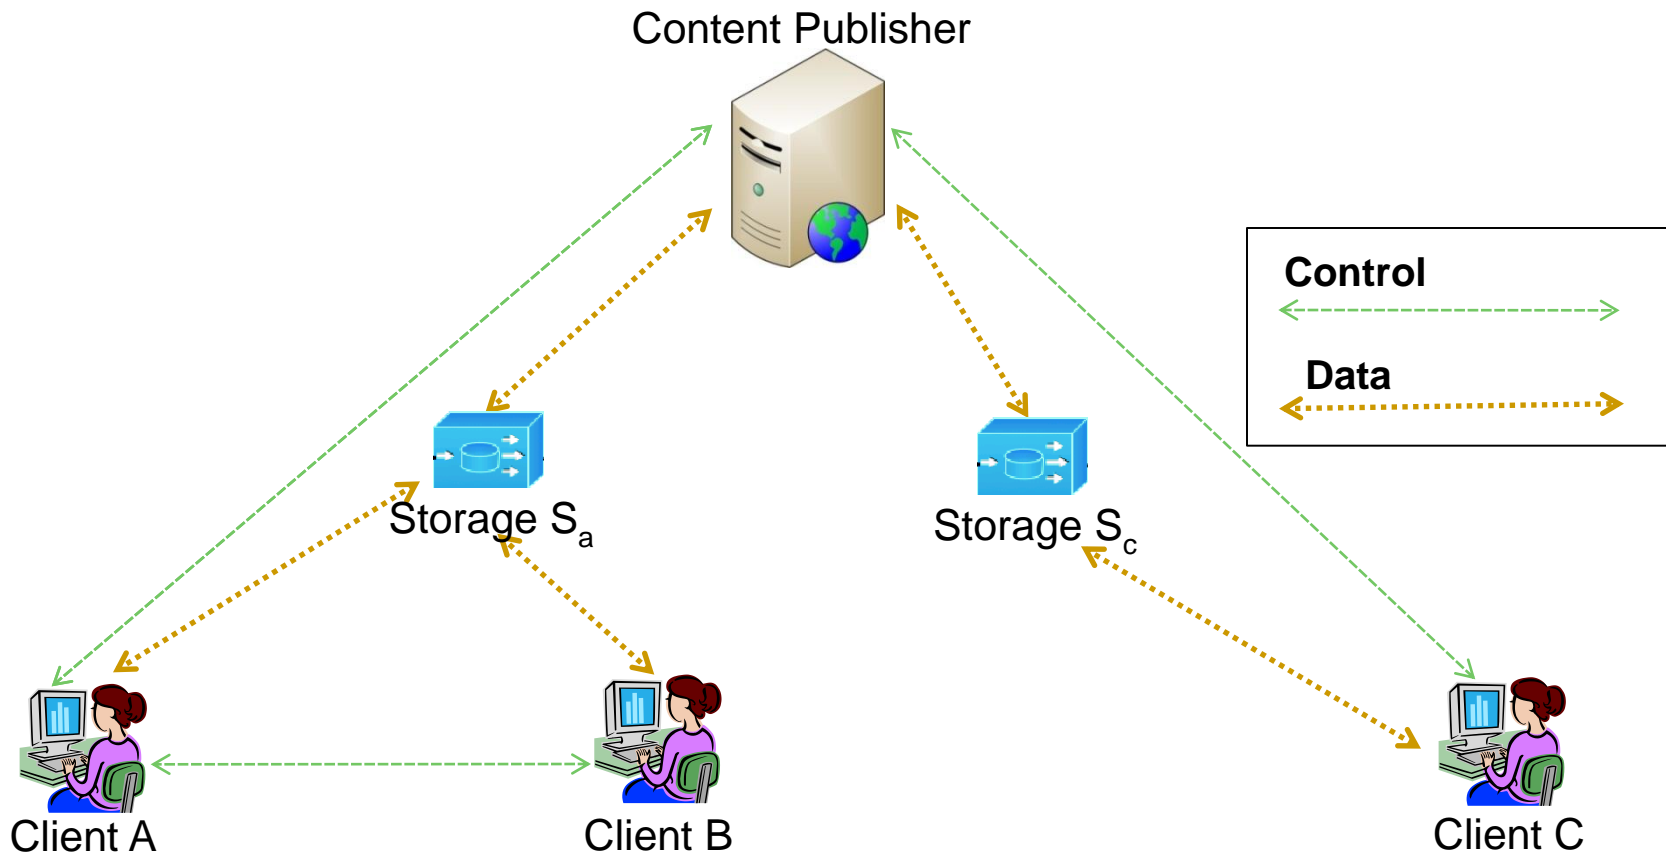 Content Publisher
Control
Data
Storage Sa
Storage Sc
Client A
Client B
Client C